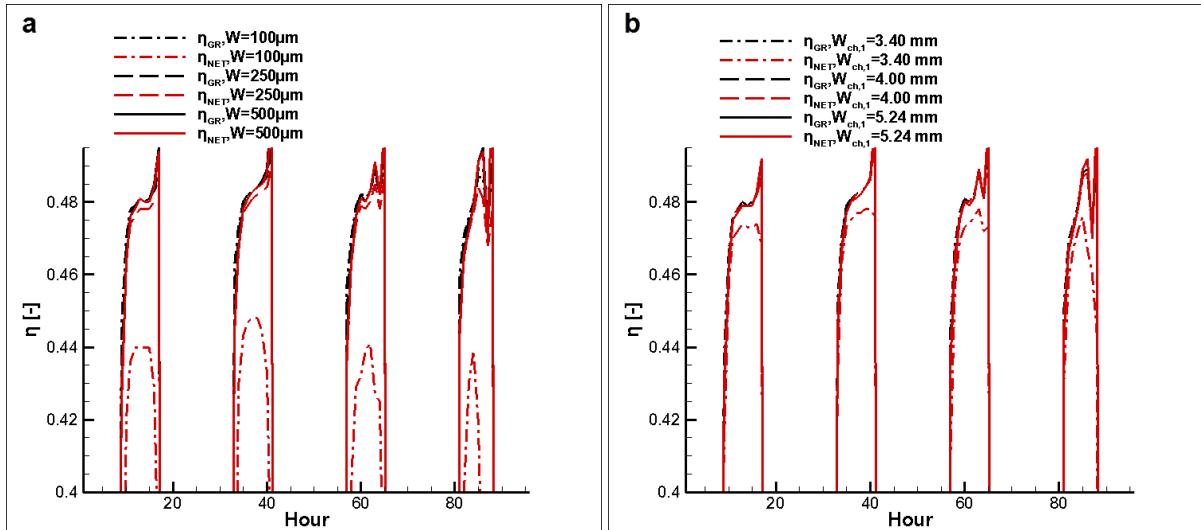 a
η_GR,W=100µm
η_NET,W=100µm
η_GR,W=250µm
η_NET,W=250µm
η_GR,W=500µm
η_NET,W=500µm
0.48
0.46
0.44
0.42
0.4
η [-]
20
40
60
80
Hour
b
η_GR,W_ch,1=3.40 mm
η_NET,W_ch,1=3.40 mm
η_GR,W_ch,1=4.00 mm
η_NET,W_ch,1=4.00 mm
η_GR,W_ch,1=5.24 mm
η_NET,W_ch,1=5.24 mm
0.48
0.46
0.44
0.42
0.4
η [-]
20
40
60
80
Hour